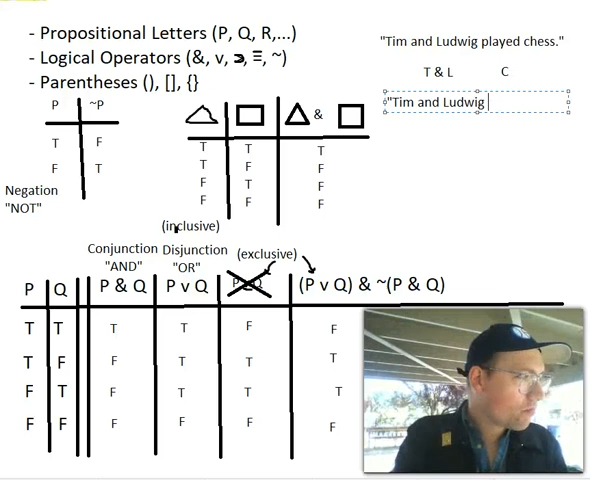 - Propositional Letters (P, Q, R,...)
- Logical Operators (&, v, ⊃, ≡, ~)
- Parentheses (), [], {}
"Tim and Ludwig played chess."
T & L C
"Tim and Ludwig
P ~P
T F
F T
Negation
"NOT"
&
T T T
T F F
F T F
F F F
(inclusive)
Conjunction Disjunction (exclusive)
"AND" "OR"
P Q P & Q P v Q (P v Q) & ~(P & Q)
T T T T F F
T F F T T T
F T F T T T
F F F F F F